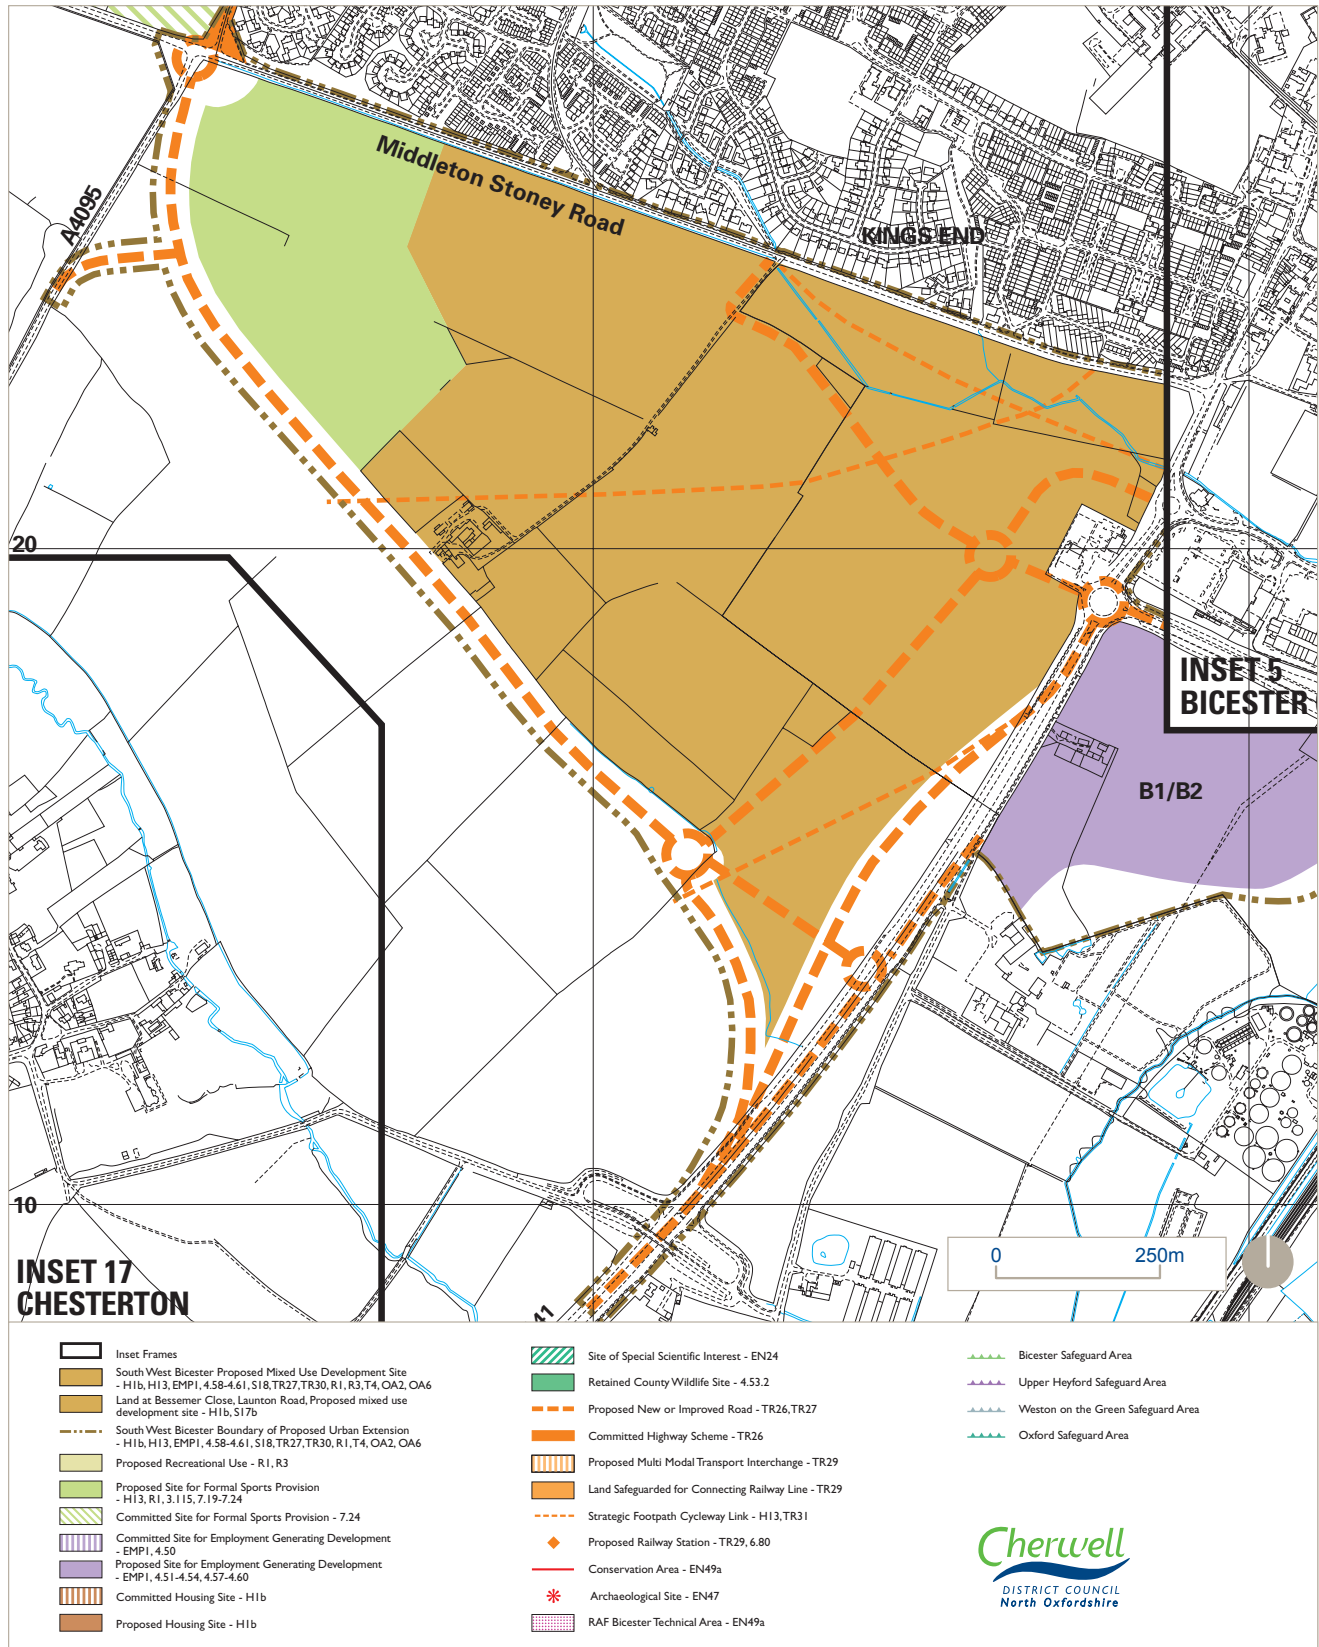 Middleton Stoney Road
A4095
KINGS END
20
INSET 5
BICESTER
B1/B2
10
INSET 17
CHESTERTON
41
0 250m
Inset Frames
South West Bicester Proposed Mixed Use Development Site
- H1b, H13, EMP1, 4.58-4.61, S18, TR27, TR30, R1, R3, T4, OA2, OA6
Land at Bessemer Close, Launton Road, Proposed mixed use
development site - H1b, S17b
South West Bicester Boundary of Proposed Urban Extension
- H1b, H13, EMP1, 4.58-4.61, S18, TR27, TR30, R1, T4, OA2, OA6
Proposed Recreational Use - R1, R3
Proposed Site for Formal Sports Provision
- H13, R1, 3.115, 7.19-7.24
Committed Site for Formal Sports Provision - 7.24
Committed Site for Employment Generating Development
- EMP1, 4.50
Proposed Site for Employment Generating Development
- EMP1, 4.51-4.54, 4.57-4.60
Committed Housing Site - H1b
Proposed Housing Site - H1b
Site of Special Scientific Interest - EN24
Retained County Wildlife Site - 4.53.2
Proposed New or Improved Road - TR26, TR27
Committed Highway Scheme - TR26
Proposed Multi Modal Transport Interchange - TR29
Land Safeguarded for Connecting Railway Line - TR29
Strategic Footpath Cycleway Link - H13, TR31
Proposed Railway Station - TR29, 6.80
Conservation Area - EN49a
Archaeological Site - EN47
RAF Bicester Technical Area - EN49a
Bicester Safeguard Area
Upper Heyford Safeguard Area
Weston on the Green Safeguard Area
Oxford Safeguard Area
Cherwell
DISTRICT COUNCIL
North Oxfordshire